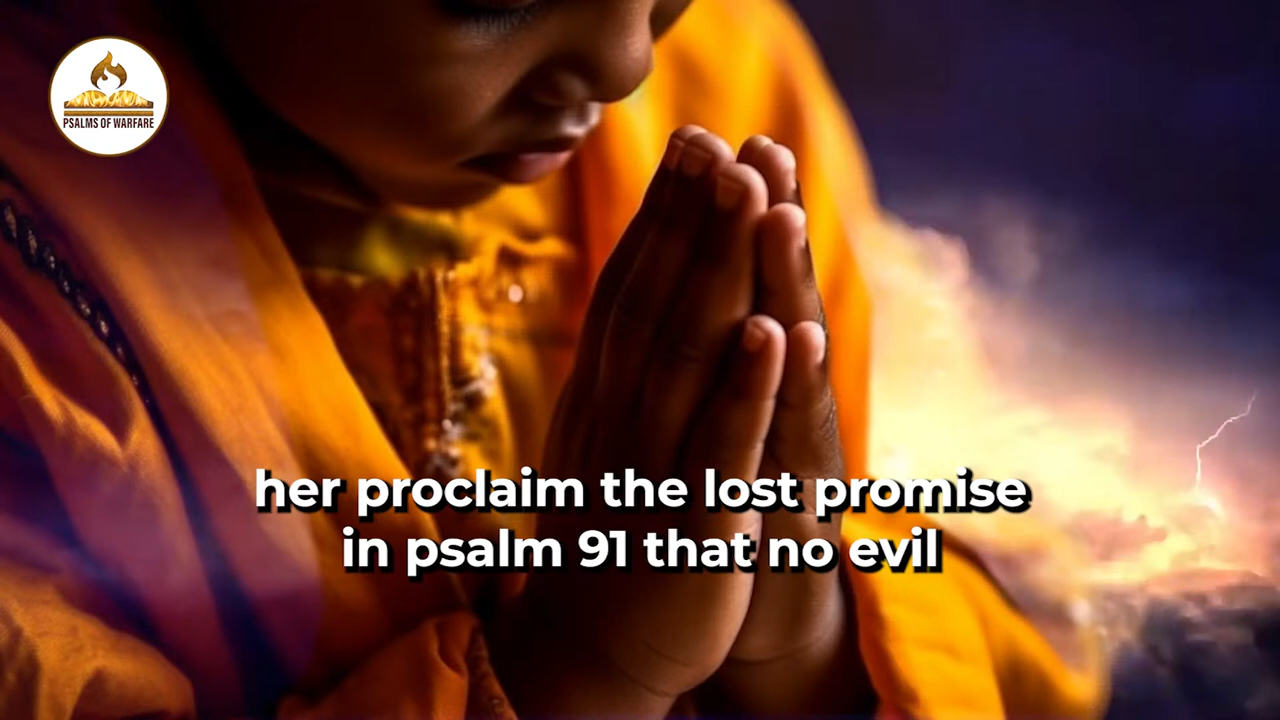 PSALMS OF WARFARE
her proclaim the lost promise
in psalm 91 that no evil